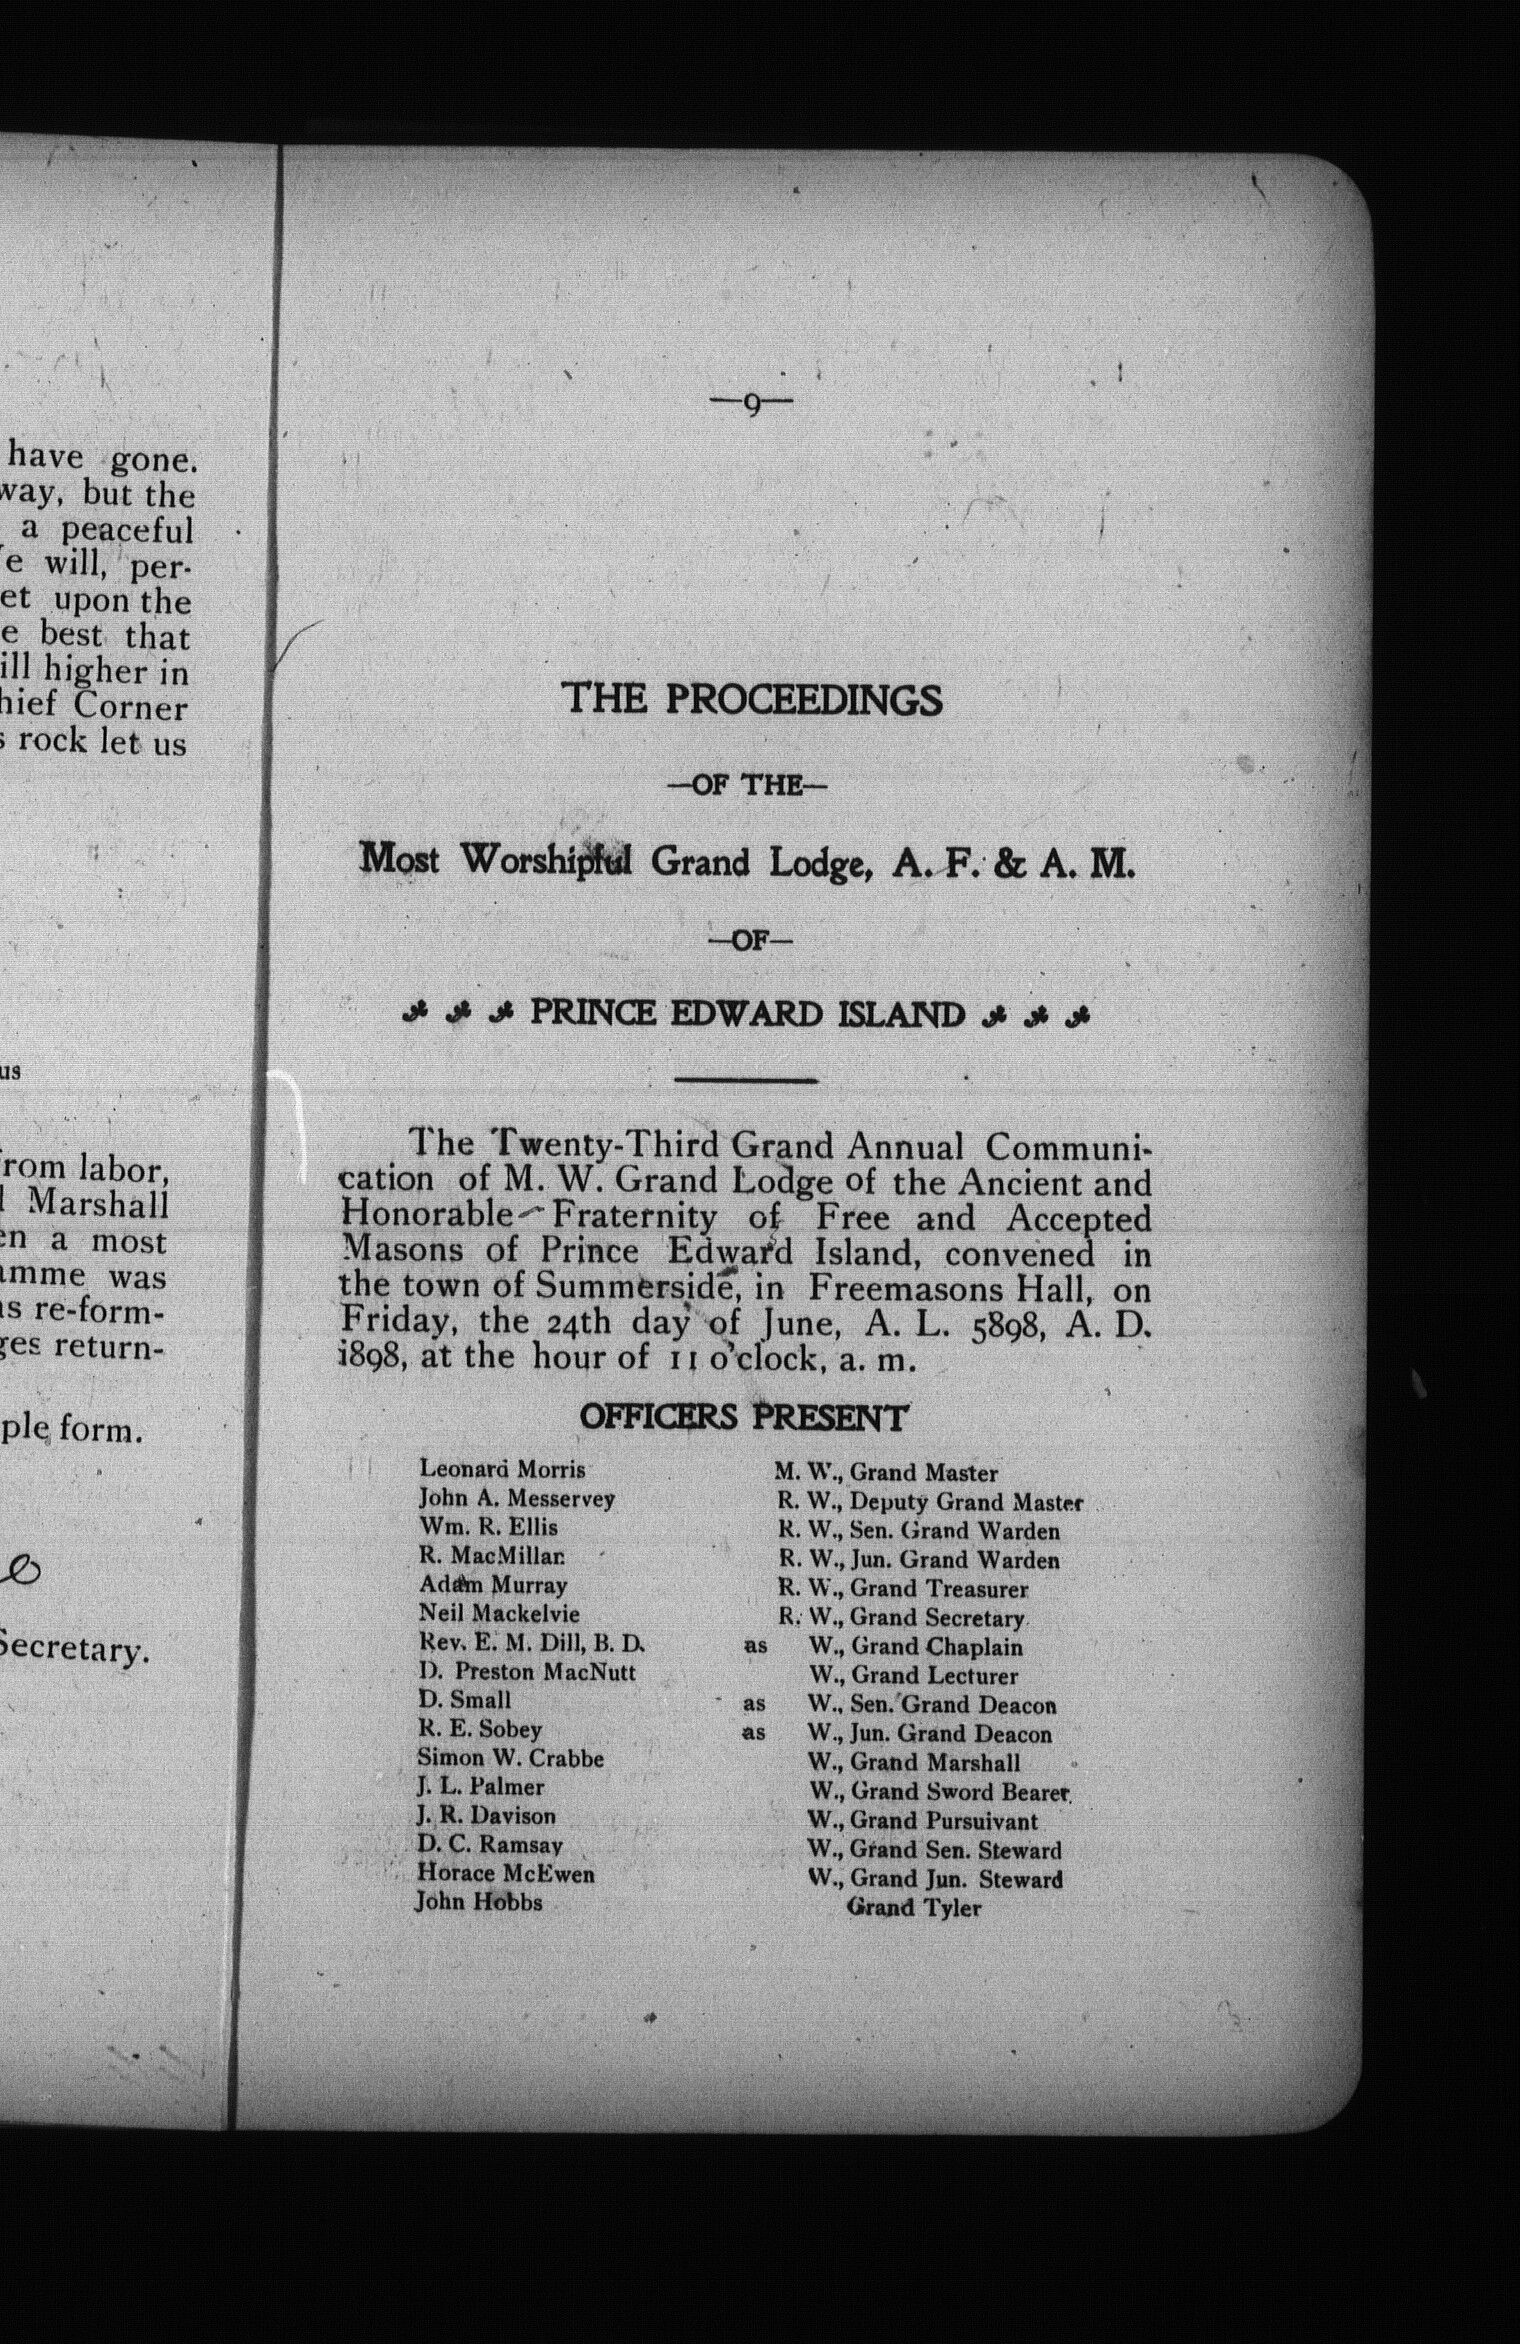 have gone.
way, but the
a peaceful
will, per-
upon the
best that
higher in
Corner
rock let us
us
from labor,
Marshall
a most
was
re-form-
return-
form.
Secretary.
—9—
THE PROCEEDINGS
—OF THE—
Most Worshipful Grand Lodge, A. F. & A. M.
—OF—
PRINCE EDWARD ISLAND
The Twenty-Third Grand Annual Communi-
cation of M. W. Grand Lodge of the Ancient and
Honorable Fraternity of Free and Accepted
Masons of Prince Edward Island, convened in
the town of Summerside, in Freemasons Hall, on
Friday, the 24th day of June, A. L. 5898, A. D.
1898, at the hour of 11 o'clock, a. m.
OFFICERS PRESENT
Leonard Morris M. W., Grand Master
John A. Messervey R. W., Deputy Grand Master
Wm. R. Ellis R. W., Sen. Grand Warden
R. MacMillan R. W., Jun. Grand Warden
Adam Murray R. W., Grand Treasurer
Neil Mackelvie R. W., Grand Secretary
Rev. E. M. Dill, B. D. as W., Grand Chaplain
D. Preston MacNutt W., Grand Lecturer
D. Small as W., Sen. Grand Deacon
R. E. Sobey as W., Jun. Grand Deacon
Simon W. Crabbe W., Grand Marshall
J. L. Palmer W., Grand Sword Bearer
J. R. Davison W., Grand Pursuivant
D. C. Ramsay W., Grand Sen. Steward
Horace McEwen W., Grand Jun. Steward
John Hobbs Grand Tyler